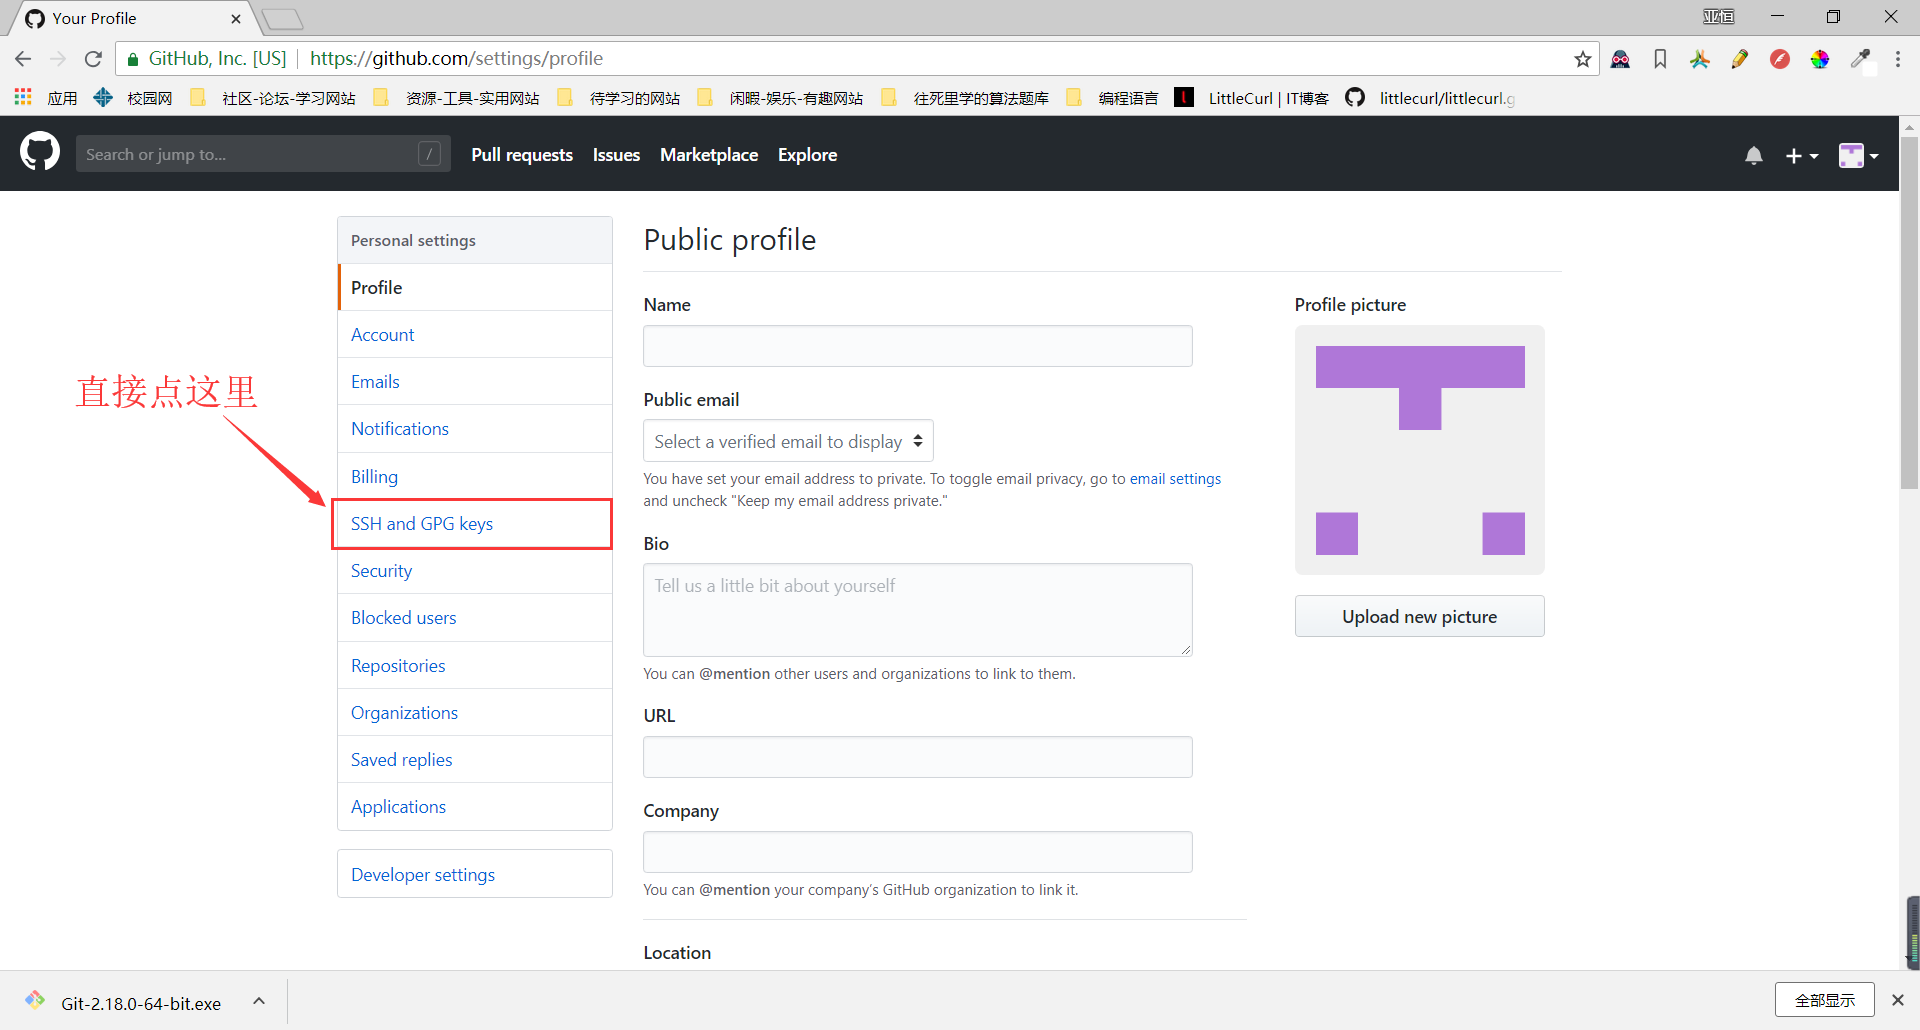 Your Profile
亚恒
GitHub, Inc. [US] https://github.com/settings/profile
应用 校园网 社区-论坛-学习网站 资源-工具-实用网站 待学习的网站 闲暇-娱乐-有趣网站 往死里学的算法题库 编程语言 LittleCurl | IT博客 littlecurl/littlecurl.g
Search or jump to... / Pull requests Issues Marketplace Explore
Personal settings
Profile
Account
Emails
Notifications
Billing
SSH and GPG keys
Security
Blocked users
Repositories
Organizations
Saved replies
Applications
Developer settings
直接点这里
Public profile
Name
Public email
Select a verified email to display
You have set your email address to private. To toggle email privacy, go to email settings
and uncheck "Keep my email address private."
Bio
Tell us a little bit about yourself
You can @mention other users and organizations to link to them.
URL
Company
You can @mention your company's GitHub organization to link it.
Location
Profile picture
Upload new picture
Git-2.18.0-64-bit.exe
全部显示